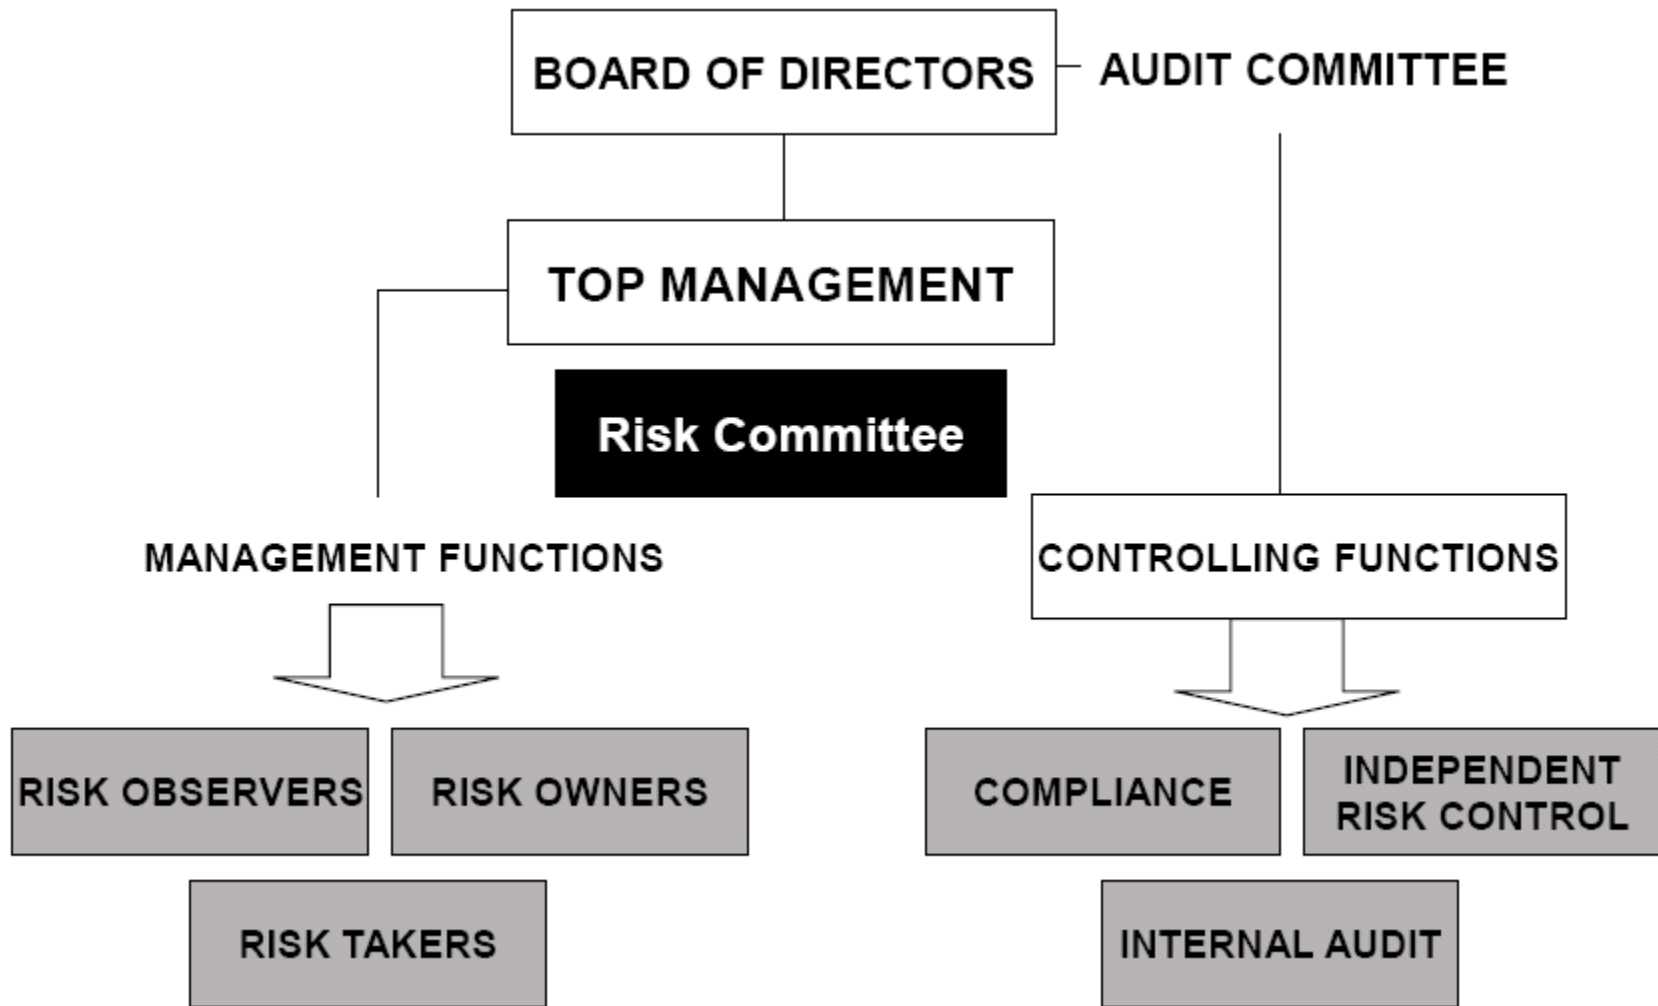 BOARD OF DIRECTORS
AUDIT COMMITTEE
TOP MANAGEMENT
Risk Committee
MANAGEMENT FUNCTIONS
CONTROLLING FUNCTIONS
RISK OBSERVERS
RISK OWNERS
COMPLIANCE
INDEPENDENT
RISK CONTROL
RISK TAKERS
INTERNAL AUDIT